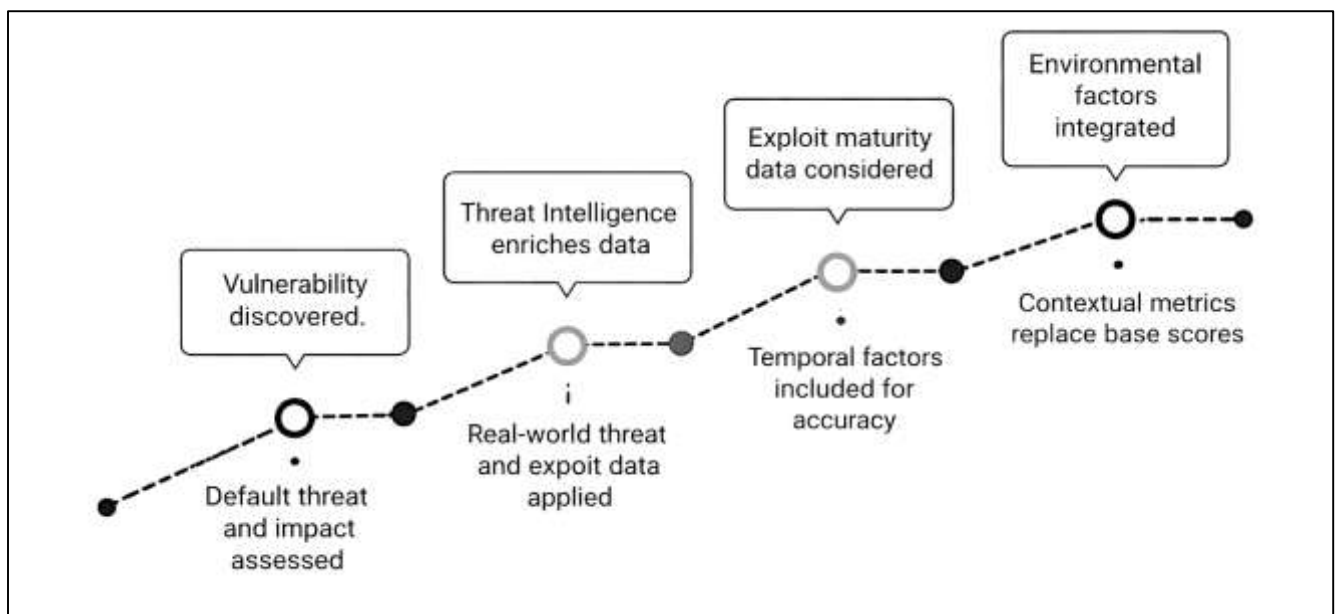 Vulnerability
discovered.
Default threat
and impact
assessed
Threat Intelligence
enriches data
Real-world threat
and expoit data
applied
Exploit maturity
data considered
Temporal factors
included for
accuracy
Environmental
factors
integrated
Contextual metrics
replace base scores